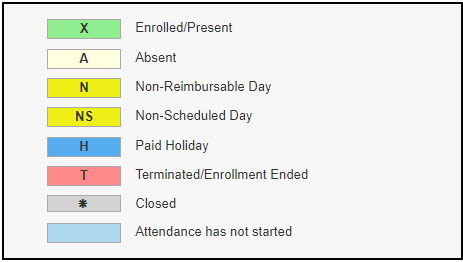 X Enrolled/Present
A Absent
N Non-Reimbursable Day
NS Non-Scheduled Day
H Paid Holiday
T Terminated/Enrollment Ended
* Closed
Attendance has not started